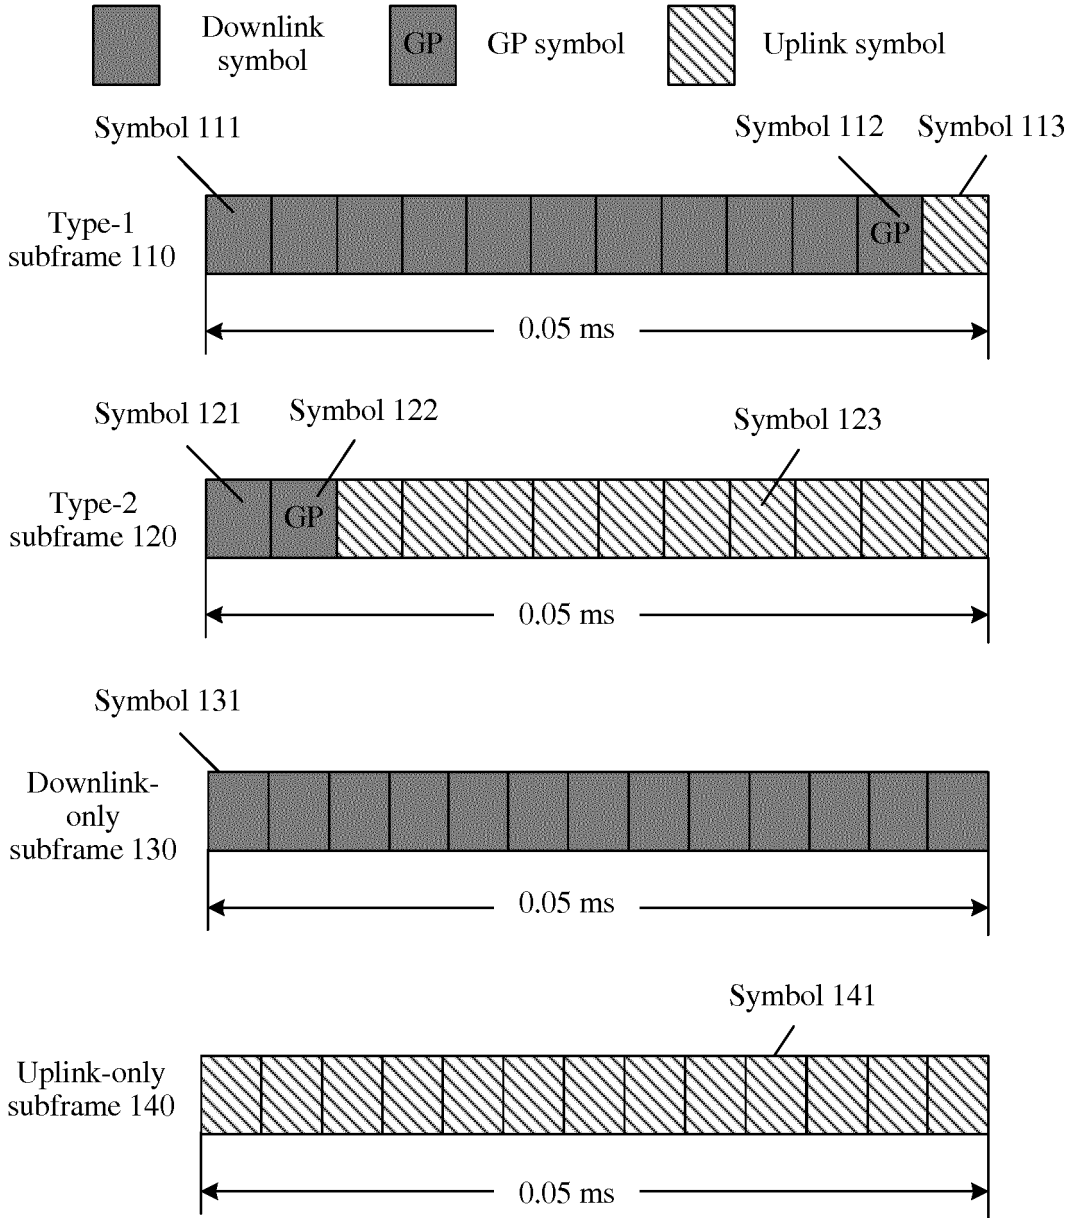 Downlink
symbol
GP
GP symbol
Uplink symbol
Symbol 111
Symbol 112
Symbol 113
Type-1
subframe 110
GP
0.05 ms
Symbol 121
Symbol 122
Symbol 123
Type-2
subframe 120
GP
0.05 ms
Symbol 131
Downlink-
only
subframe 130
0.05 ms
Symbol 141
Uplink-only
subframe 140
0.05 ms